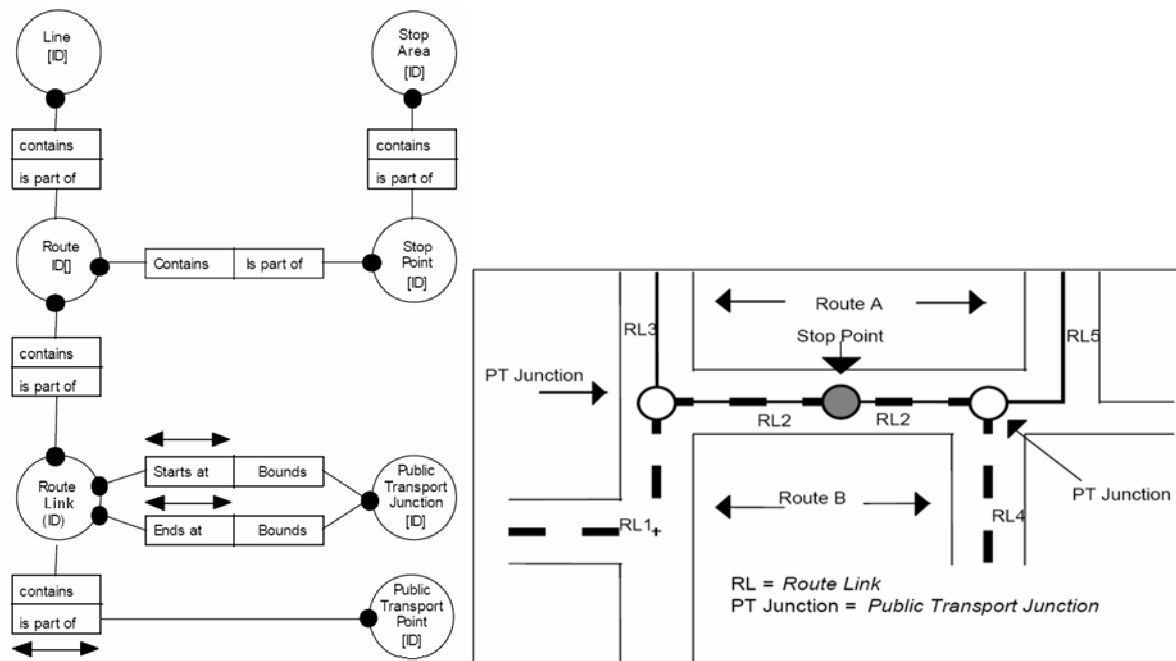 Line
[ID]
contains
is part of
Route
ID[]
contains
is part of
Route
Link
(ID)
contains
is part of
Stop
Area
[ID]
contains
is part of
Contains
Is part of
Stop
Point
[ID]
Starts at
Bounds
Ends at
Bounds
Public
Transport
Junction
[ID]
Public
Transport
Point
[ID]
Route A
Stop Point
RL3
RL5
PT Junction
RL2
RL2
Route B
PT Junction
RL1
RL4
RL = Route Link
PT Junction = Public Transport Junction